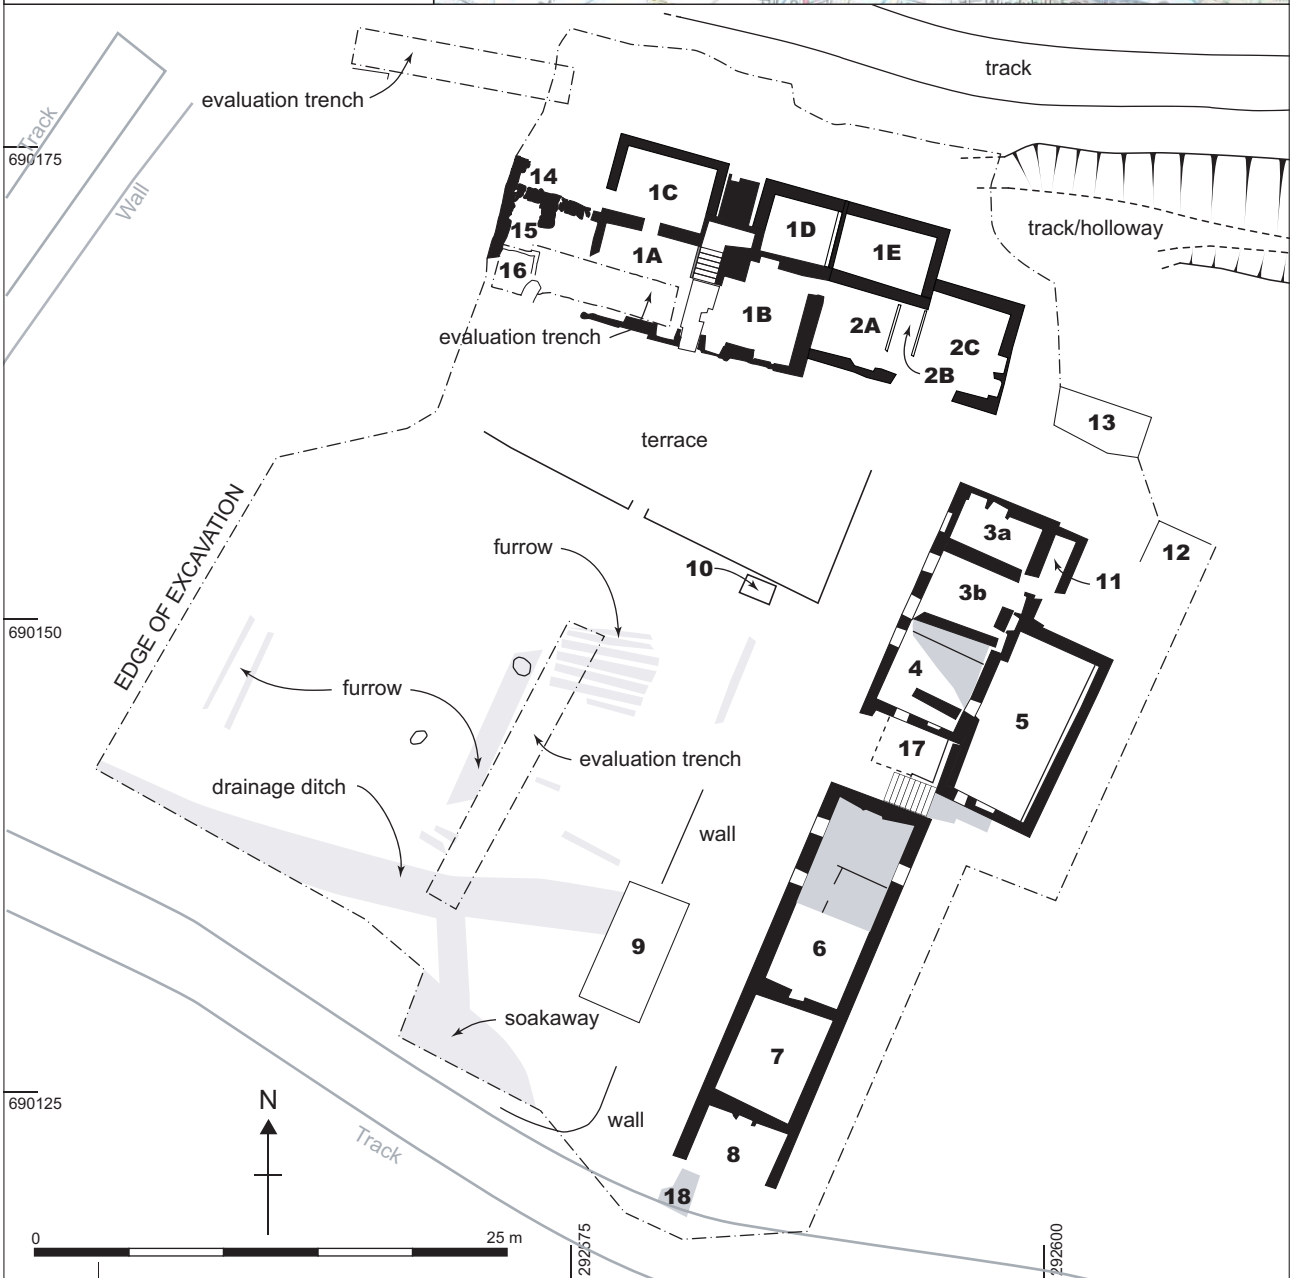 track
evaluation trench
Track
690175
Wall
14
1C
15
1D
track/holloway
1E
1A
16
1B
2A
evaluation trench
2C
2B
13
terrace
EDGE OF EXCAVATION
3a
furrow
12
10
11
3b
690150
4
furrow
5
17
evaluation trench
drainage ditch
wall
9
6
soakaway
7
N
690125
wall
Track
8
18
0
25 m
292575
292600